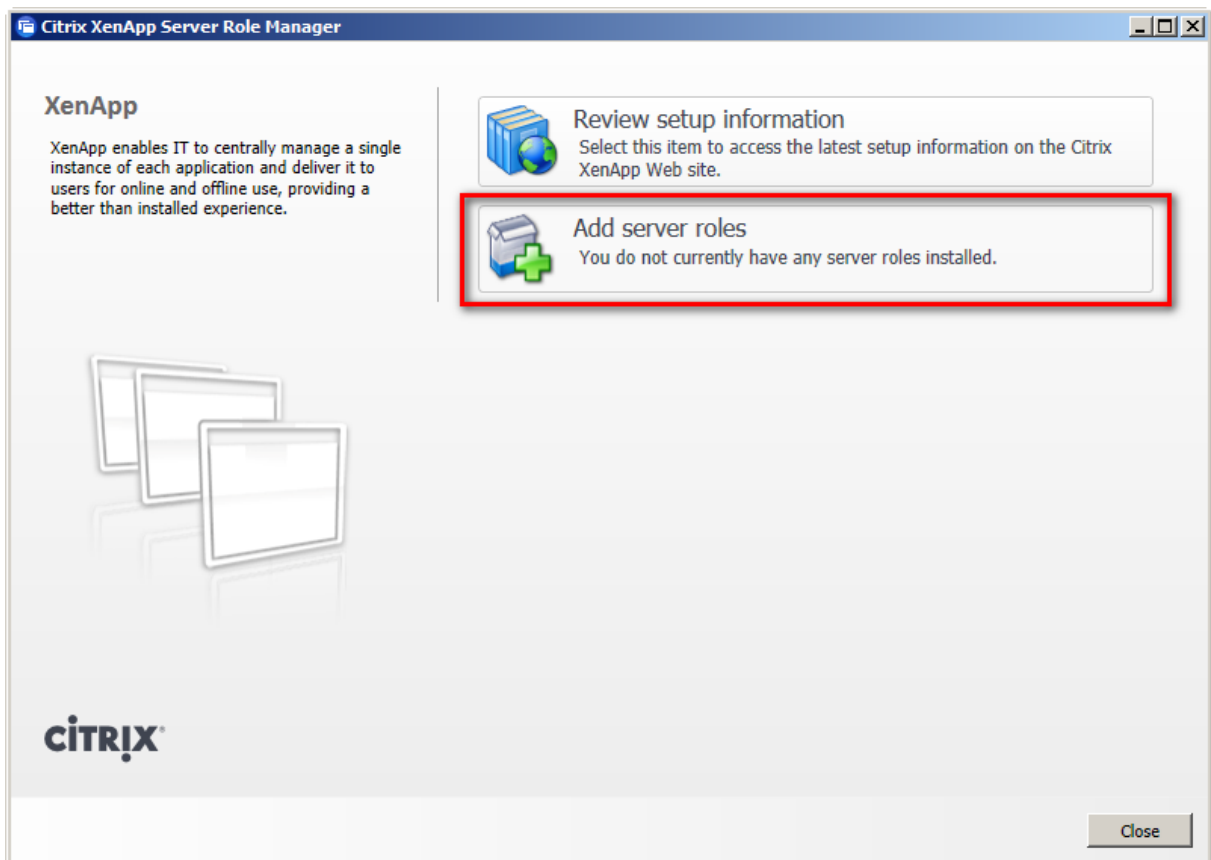 Citrix XenApp Server Role Manager
XenApp
XenApp enables IT to centrally manage a single
instance of each application and deliver it to
users for online and offline use, providing a
better than installed experience.
Review setup information
Select this item to access the latest setup information on the Citrix
XenApp Web site.
Add server roles
You do not currently have any server roles installed.
CITRIX
Close